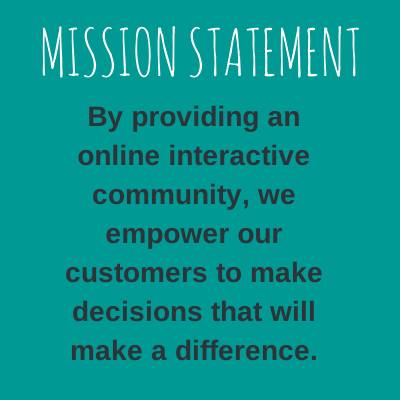 MISSION STATEMENT
By providing an
online interactive
community, we
empower our
customers to make
decisions that will
make a difference.